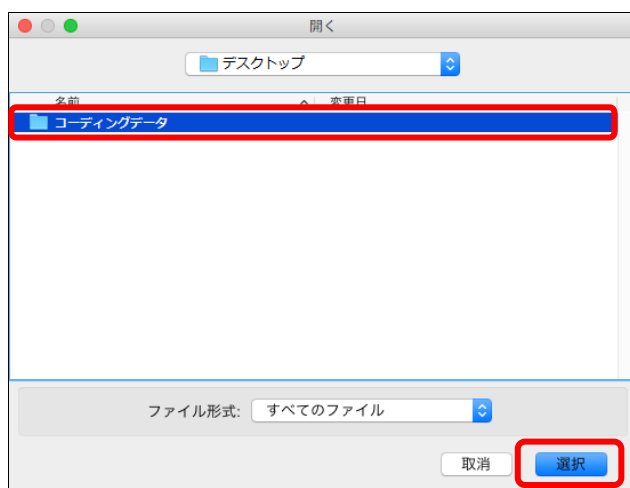 開く
デスクトップ
名前 変更日
コーディングデータ
ファイル形式: すべてのファイル
取消 選択